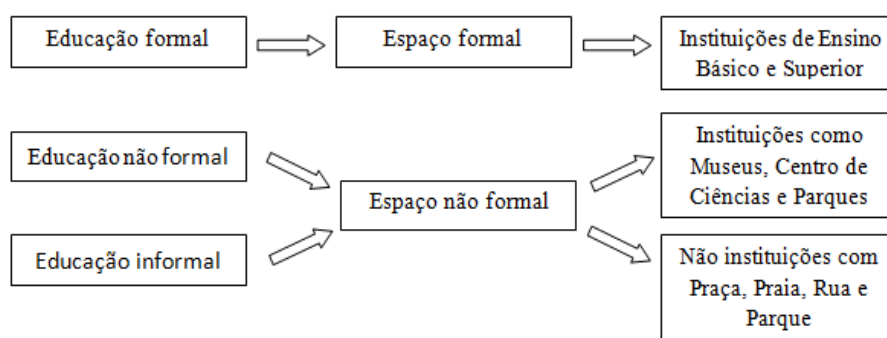 Educação formal
Espaço formal
Instituições de Ensino
Básico e Superior
Educação não formal
Educação informal
Espaço não formal
Instituições como
Museus, Centro de
Ciências e Parques
Não instituições com
Praça, Praia, Rua e
Parque